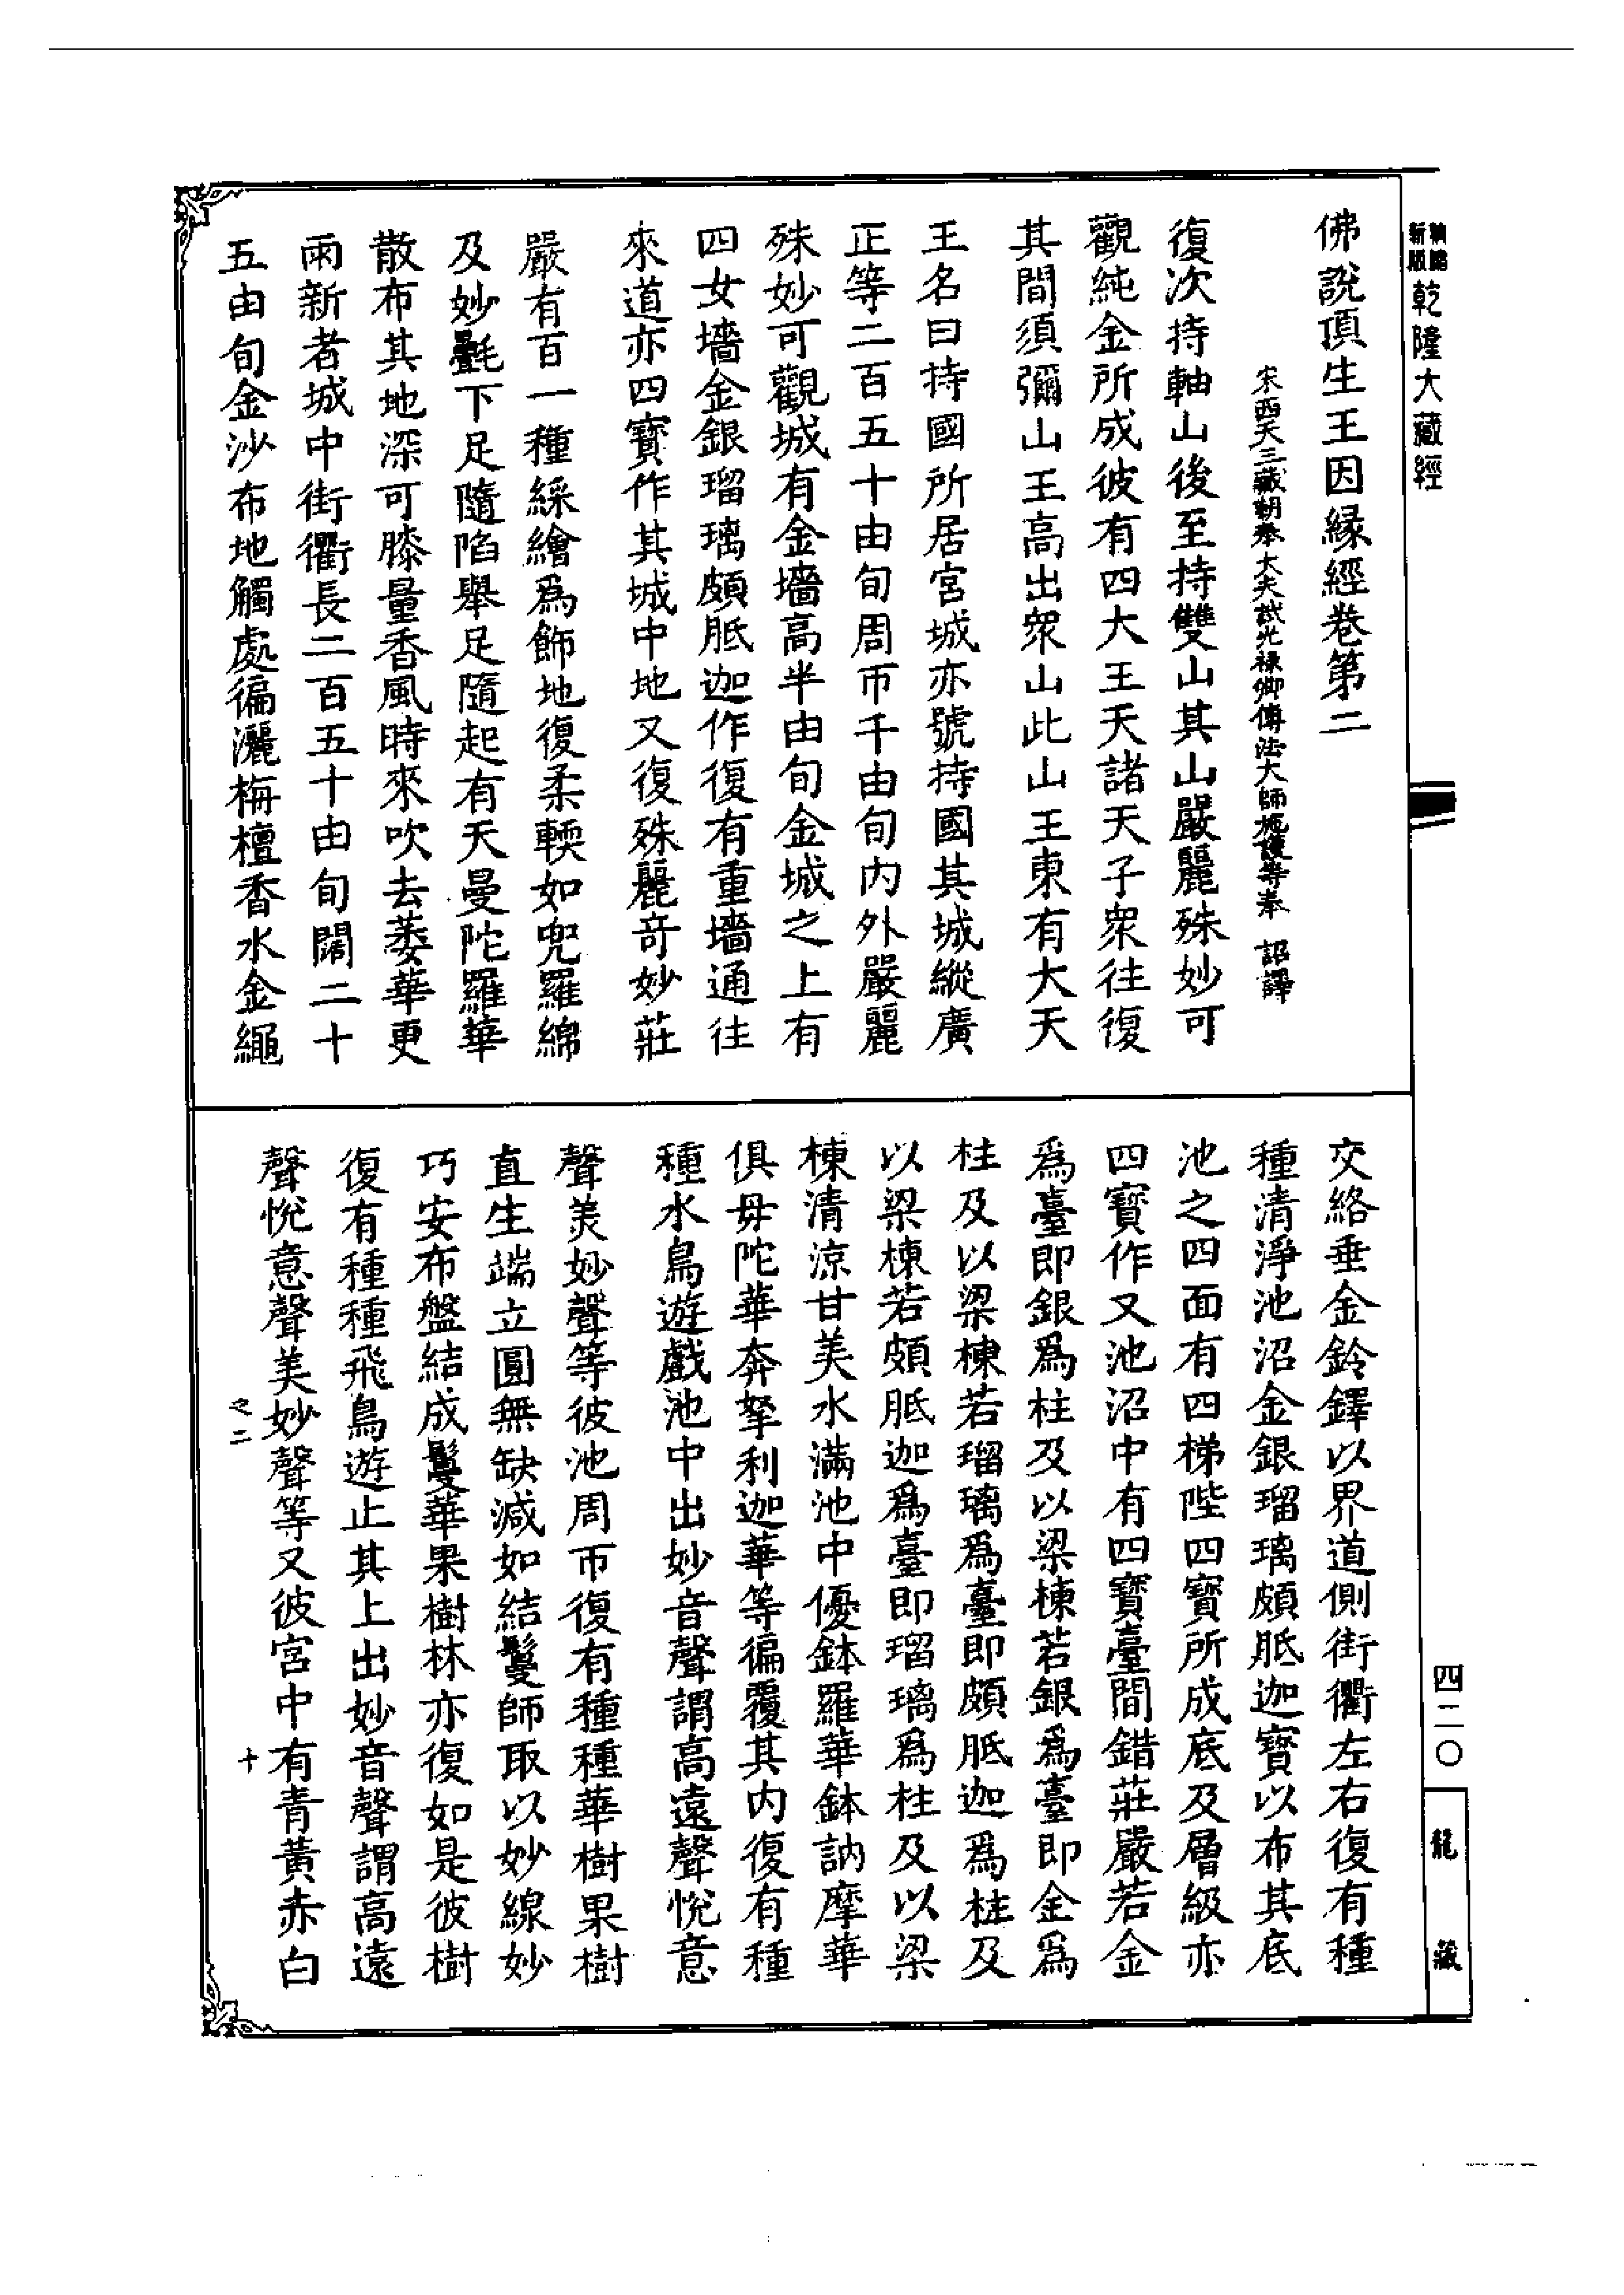 新版
乾隆大藏經
佛說頂生王因緣經卷第二
宋西天三藏朝奉大夫試光祿卿傳法大師施護等奉 詔譯
復次持軸山後至持雙山其山嚴麗殊妙可
觀純金所成彼有四大王天諸天子衆往復
其間須彌山王高出衆山此山王東有大天
王名曰持國所居宮城亦號持國其城縱廣
正等二百五十由旬周帀千由旬內外嚴麗
殊妙可觀城有金墻高半由旬金城之上有
四女墻金銀瑠璃頗胝迦作復有重墻通往
來道亦四寶作其城中地又復殊麗奇妙莊
嚴有百一種綵繪爲飾地復柔輭如兜羅綿
及妙㲲下足隨陷舉足隨起有天曼陀羅華
散布其地深可膝量香風時來吹去萎華更
雨新者城中街衢長二百五十由旬闊二十
五由旬金沙布地觸處徧灑栴檀香水金繩
交絡垂金鈴鐸以界道側街衢左右復有種
種清淨池沼金銀瑠璃頗胝迦寶以布其底
池之四面有四梯陛四寶所成底及層級亦
四寶作又池沼中有四寶臺間錯莊嚴若金
爲臺即銀爲柱及以梁棟若銀爲臺即金爲
柱及以梁棟若瑠璃爲臺即頗胝迦爲柱及
以梁棟若頗胝迦爲臺即瑠璃爲柱及以梁
棟清涼甘美水滿池中優鉢羅華鉢訥摩華
俱毋陀華奔拏利迦華等徧覆其內復有種
種水鳥遊戲池中出妙音聲謂高遠聲悅意
聲美妙聲等彼池周帀復有種種華樹果樹
直生端立圓無缺減如結鬘師取以妙線妙
巧安布盤結成鬘華果樹林亦復如是彼樹
復有種種飛鳥遊止其上出妙音聲謂高遠
聲悅意聲美妙聲等又彼宮中有青黃赤白
之二
十
四二〇
龍藏